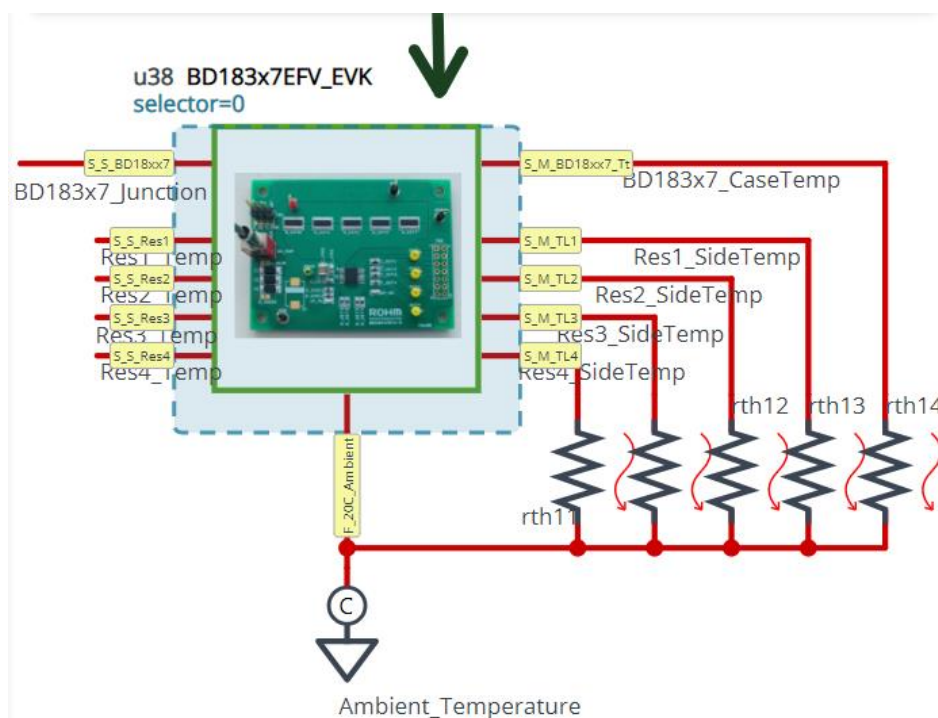 u38 BD183x7EFV_EVK
selector=0
S_S_BD18xx7
S_M_BD18xx7_Tt
BD183x7_Junction
BD183x7_CaseTemp
S_S_Res1
S_M_TL1
Res1_Temp
Res1_SideTemp
S_S_Res2
S_M_TL2
Res2_Temp
Res2_SideTemp
S_S_Res3
S_M_TL3
Res3_Temp
Res3_SideTemp
S_S_Res4
S_M_TL4
Res4_Temp
Res4_SideTemp
ROHM
rth12
rth13
rth14
F_20C_Ambient
rth11
C
Ambient_Temperature